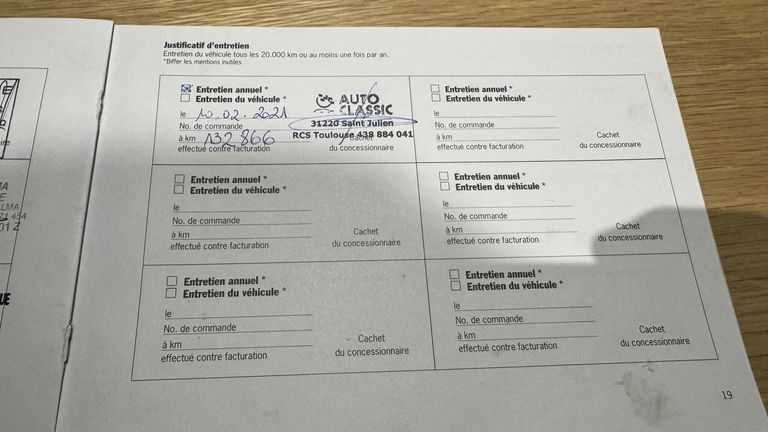 Justificatif d'entretien
Entretien du véhicule tous les 20.000 km ou au moins une fois par an.
*Biffer les mentions inutiles
Entretien annuel *
Entretien du véhicule *
le 10.02.2021
No. de commande
à km 132 866
effectué contre facturation
AUTO
CLASSIC
31220 Saint Julien
RCS Toulouse 438 884 041
Cachet
du concessionnaire
Entretien annuel *
Entretien du véhicule *
le
No. de commande
à km
effectué contre facturation
Cachet
du concessionnaire
Entretien annuel *
Entretien du véhicule *
le
No. de commande
à km
effectué contre facturation
Cachet
du concessionnaire
Entretien annuel *
Entretien du véhicule *
le
No. de commande
à km
effectué contre facturation
Cachet
du concessionnaire
Entretien annuel *
Entretien du véhicule *
le
No. de commande
à km
effectué contre facturation
Cachet
du concessionnaire
Entretien annuel *
Entretien du véhicule *
le
No. de commande
à km
effectué contre facturation
Cachet
du concessionnaire
19